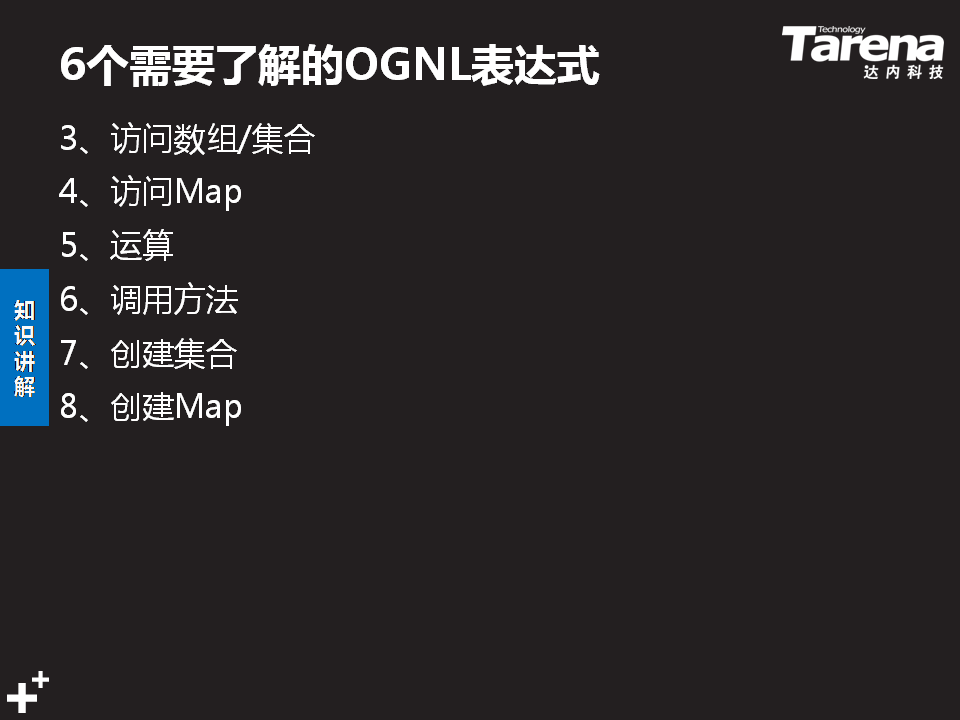 6个需要了解的OGNL表达式
Technology
Tarena
达内科技
3、访问数组/集合
4、访问Map
5、运算
6、调用方法
7、创建集合
8、创建Map
知识讲解